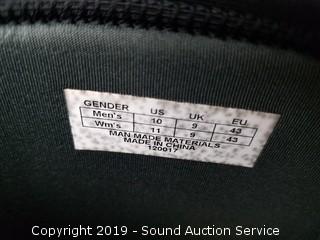 GENDER US UK EU
Men's 10 9 43
Wm's 11 9 43
MAN MADE MATERIALS
MADE IN CHINA
120017
Copyright 2019 - Sound Auction Service